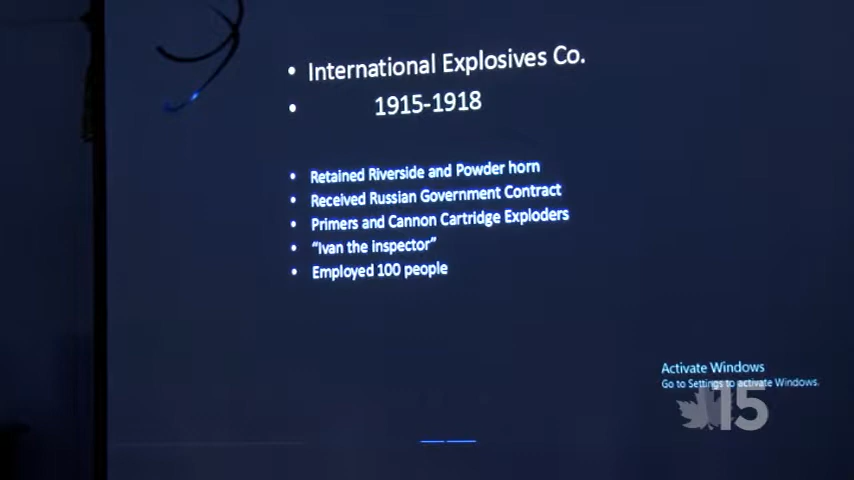 • International Explosives Co.
• 1915-1918
• Retained Riverside and Powder horn
• Received Russian Government Contract
• Primers and Cannon Cartridge Exploders
• “Ivan the inspector”
• Employed 100 people
Activate Windows
Go to Settings to activate Windows.
15